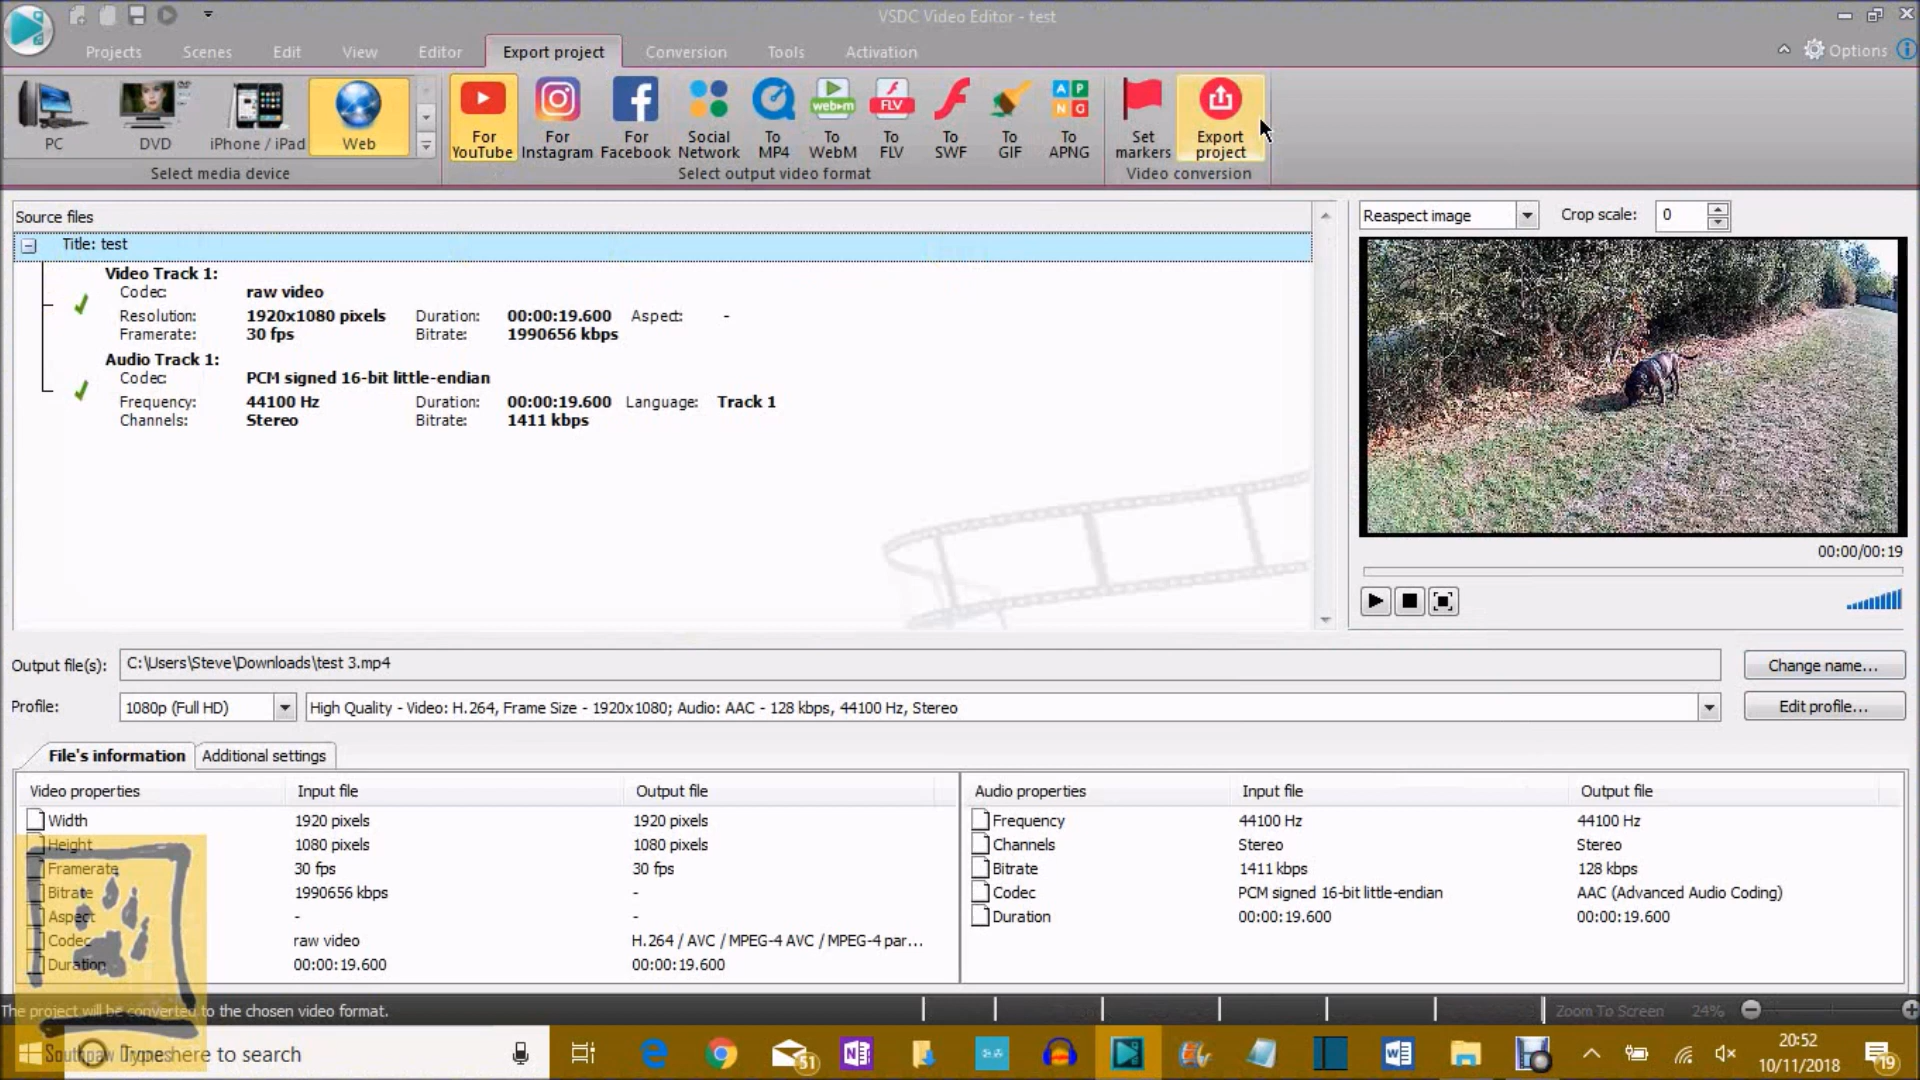 VSDC Video Editor - test
Projects Scenes Edit View Editor Export project Conversion Tools Activation Options
PC DVD iPhone / iPad Web
For YouTube For Instagram For Facebook Social Network To MP4 To WebM To FLV To SWF To GIF To APNG Set markers Export project
web►m FLV A P N G
Select media device Select output video format Video conversion
Source files
Reaspect image Crop scale: 0
Title: test
Video Track 1:
Codec: raw video
Resolution: 1920x1080 pixels Duration: 00:00:19.600 Aspect: -
Framerate: 30 fps Bitrate: 1990656 kbps
Audio Track 1:
Codec: PCM signed 16-bit little-endian
Frequency: 44100 Hz Duration: 00:00:19.600 Language: Track 1
Channels: Stereo Bitrate: 1411 kbps
00:00/00:19
Output file(s): C:\Users\Steve\Downloads\test 3.mp4 Change name...
Profile: 1080p (Full HD) High Quality - Video: H.264, Frame Size - 1920x1080; Audio: AAC - 128 kbps, 44100 Hz, Stereo Edit profile...
File's information Additional settings
Video properties Input file Output file Audio properties Input file Output file
Width 1920 pixels 1920 pixels Frequency 44100 Hz 44100 Hz
Height 1080 pixels 1080 pixels Channels Stereo Stereo
Framerate 30 fps 30 fps Bitrate 1411 kbps 128 kbps
Bitrate 1990656 kbps - Codec PCM signed 16-bit little-endian AAC (Advanced Audio Coding)
Aspect - - Duration 00:00:19.600 00:00:19.600
Codec raw video H.264 / AVC / MPEG-4 AVC / MPEG-4 par...
Duration 00:00:19.600 00:00:19.600
The project will be converted to the chosen video format. Zoom To Screen 24%
Southpaw Drones
Type here to search 51 20:52
10/11/2018 19